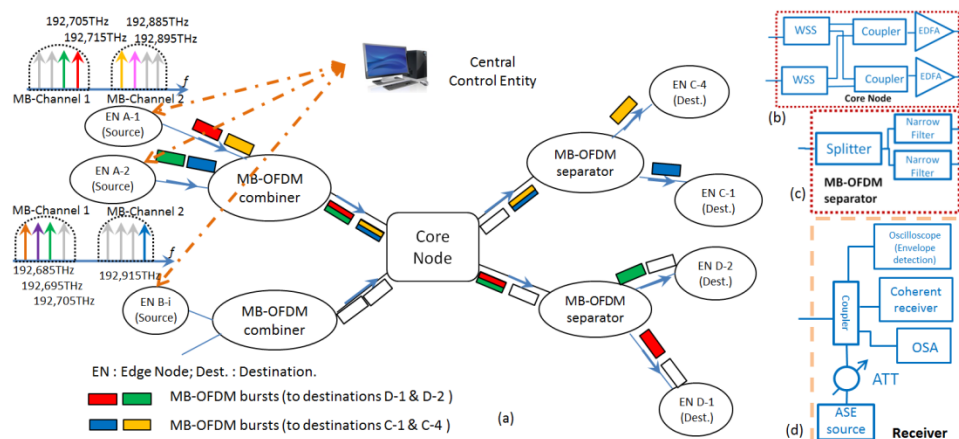 192,705THz
192,715THz
192,885THz
192,895THz
f
MB-Channel 1
MB-Channel 2
EN A-1
(Source)
EN A-2
(Source)
MB-Channel 1
MB-Channel 2
f
192,685THz
192,695THz
192,705THz
192,915THz
EN B-i
(Source)
MB-OFDM
combiner
MB-OFDM
combiner
Central
Control Entity
Core
Node
MB-OFDM
separator
MB-OFDM
separator
EN C-4
(Dest.)
EN C-1
(Dest.)
EN D-2
(Dest.)
EN D-1
(Dest.)
EN : Edge Node; Dest. : Destination.
MB-OFDM bursts (to destinations D-1 & D-2 )
MB-OFDM bursts (to destinations C-1 & C-4 )
(a)
WSS
Coupler
EDFA
WSS
Coupler
EDFA
Core Node
(b)
Splitter
Narrow
Filter
Narrow
Filter
(c)
MB-OFDM
separator
Oscilloscope
(Envelope
detection)
Coupler
Coherent
receiver
OSA
ATT
ASE
source
(d)
Receiver